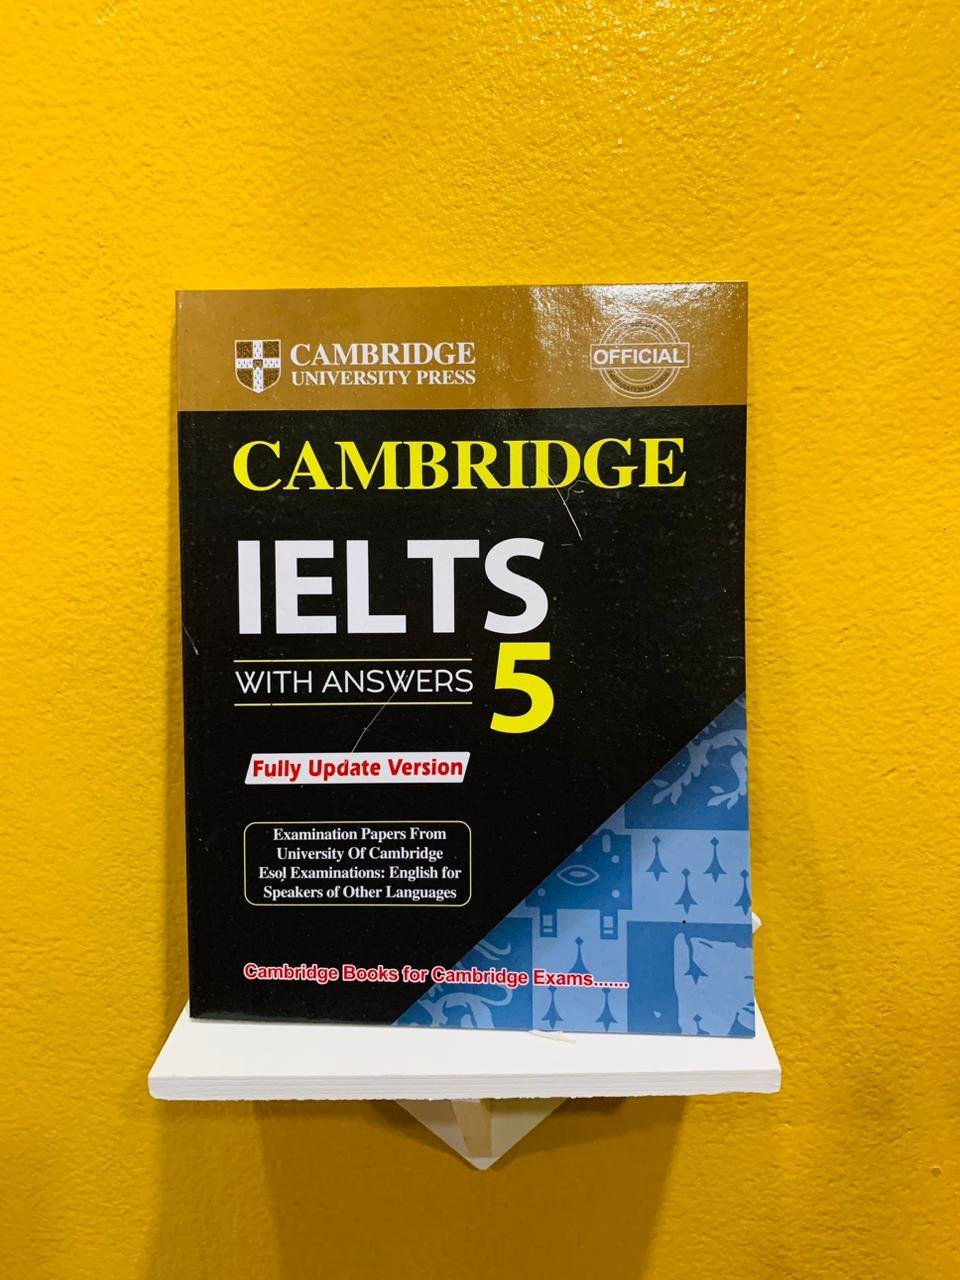 CAMBRIDGE
UNIVERSITY PRESS
OFFICIAL
CAMBRIDGE
IELTS
WITH ANSWERS
5
Fully Update Version
Examination Papers From
University Of Cambridge
Esol Examinations: English for
Speakers of Other Languages
Cambridge Books for Cambridge Exams.......